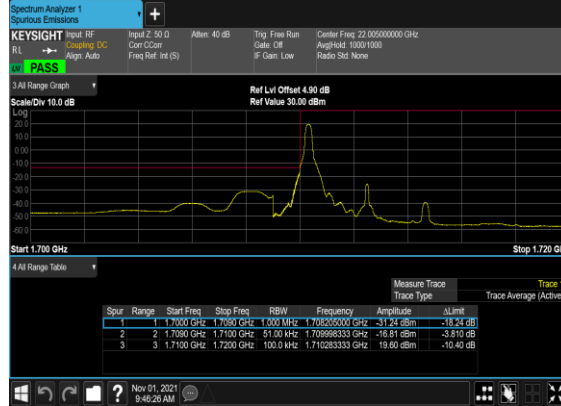 Spectrum Analyzer 1
Spurious Emissions
+
KEYSIGHT Input: RF Input Z: 50 Ω Atten: 40 dB Trig: Free Run Center Freq: 22.005000000 GHz
RL Coupling: DC Corr CCorr Gate: Off Avg|Hold: 1000/1000
Align: Auto Freq Ref: Int (S) IF Gain: Low Radio Std: None
PASS
3 All Range Graph
Ref Lvl Offset 4.90 dB
Scale/Div 10.0 dB Ref Value 30.00 dBm
Log
20.0
10.0
0.00
-10.0
-20.0
-30.0
-40.0
-50.0
-60.0
Start 1.700 GHz Stop 1.720 G
4 All Range Table
Measure Trace Trace
Trace Type Trace Average (Active
Spur Range Start Freq Stop Freq RBW Frequency Amplitude ΔLimit
1 1 1.7000 GHz 1.7090 GHz 1.000 MHz 1.708205000 GHz -31.24 dBm -18.24 dB
2 2 1.7090 GHz 1.7100 GHz 51.00 kHz 1.709998333 GHz -16.81 dBm -3.810 dB
3 3 1.7100 GHz 1.7200 GHz 100.0 kHz 1.710283333 GHz 19.60 dBm -10.40 dB
? Nov 01, 2021
9:46:26 AM